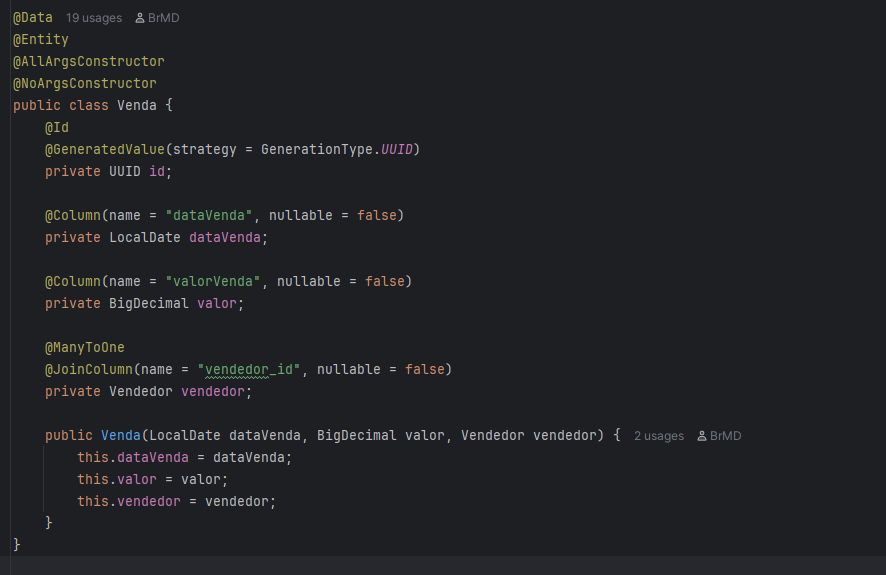 @Data 19 usages BrMD
@Entity
@AllArgsConstructor
@NoArgsConstructor
public class Venda {
@Id
@GeneratedValue(strategy = GenerationType.UUID)
private UUID id;
@Column(name = "dataVenda", nullable = false)
private LocalDate dataVenda;
@Column(name = "valorVenda", nullable = false)
private BigDecimal valor;
@ManyToOne
@JoinColumn(name = "vendedor_id", nullable = false)
private Vendedor vendedor;
public Venda(LocalDate dataVenda, BigDecimal valor, Vendedor vendedor) { 2 usages BrMD
this.dataVenda = dataVenda;
this.valor = valor;
this.vendedor = vendedor;
}
}